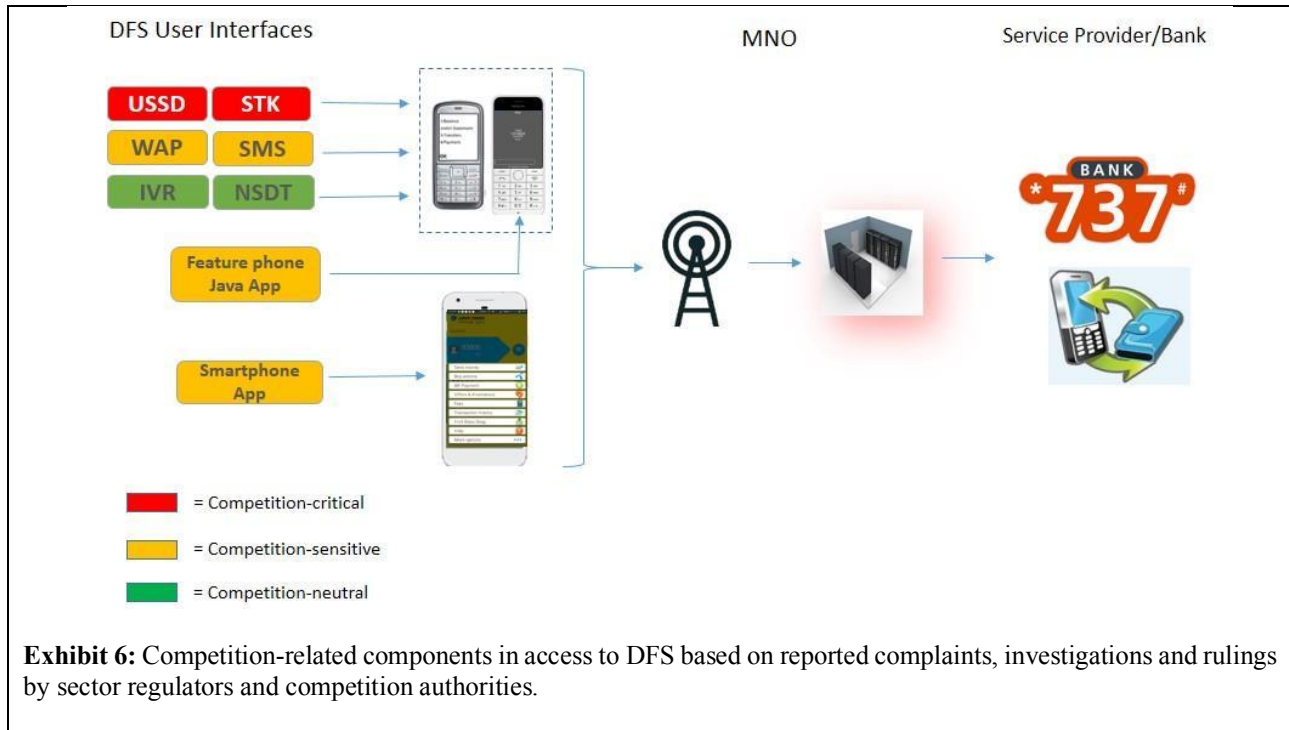 DFS User Interfaces
MNO
Service Provider/Bank
USSD
STK
WAP
SMS
IVR
NSDT
Feature phone
Java App
Smartphone
App
BANK
*737#
= Competition-critical
= Competition-sensitive
= Competition-neutral
Exhibit 6: Competition-related components in access to DFS based on reported complaints, investigations and rulings
by sector regulators and competition authorities.